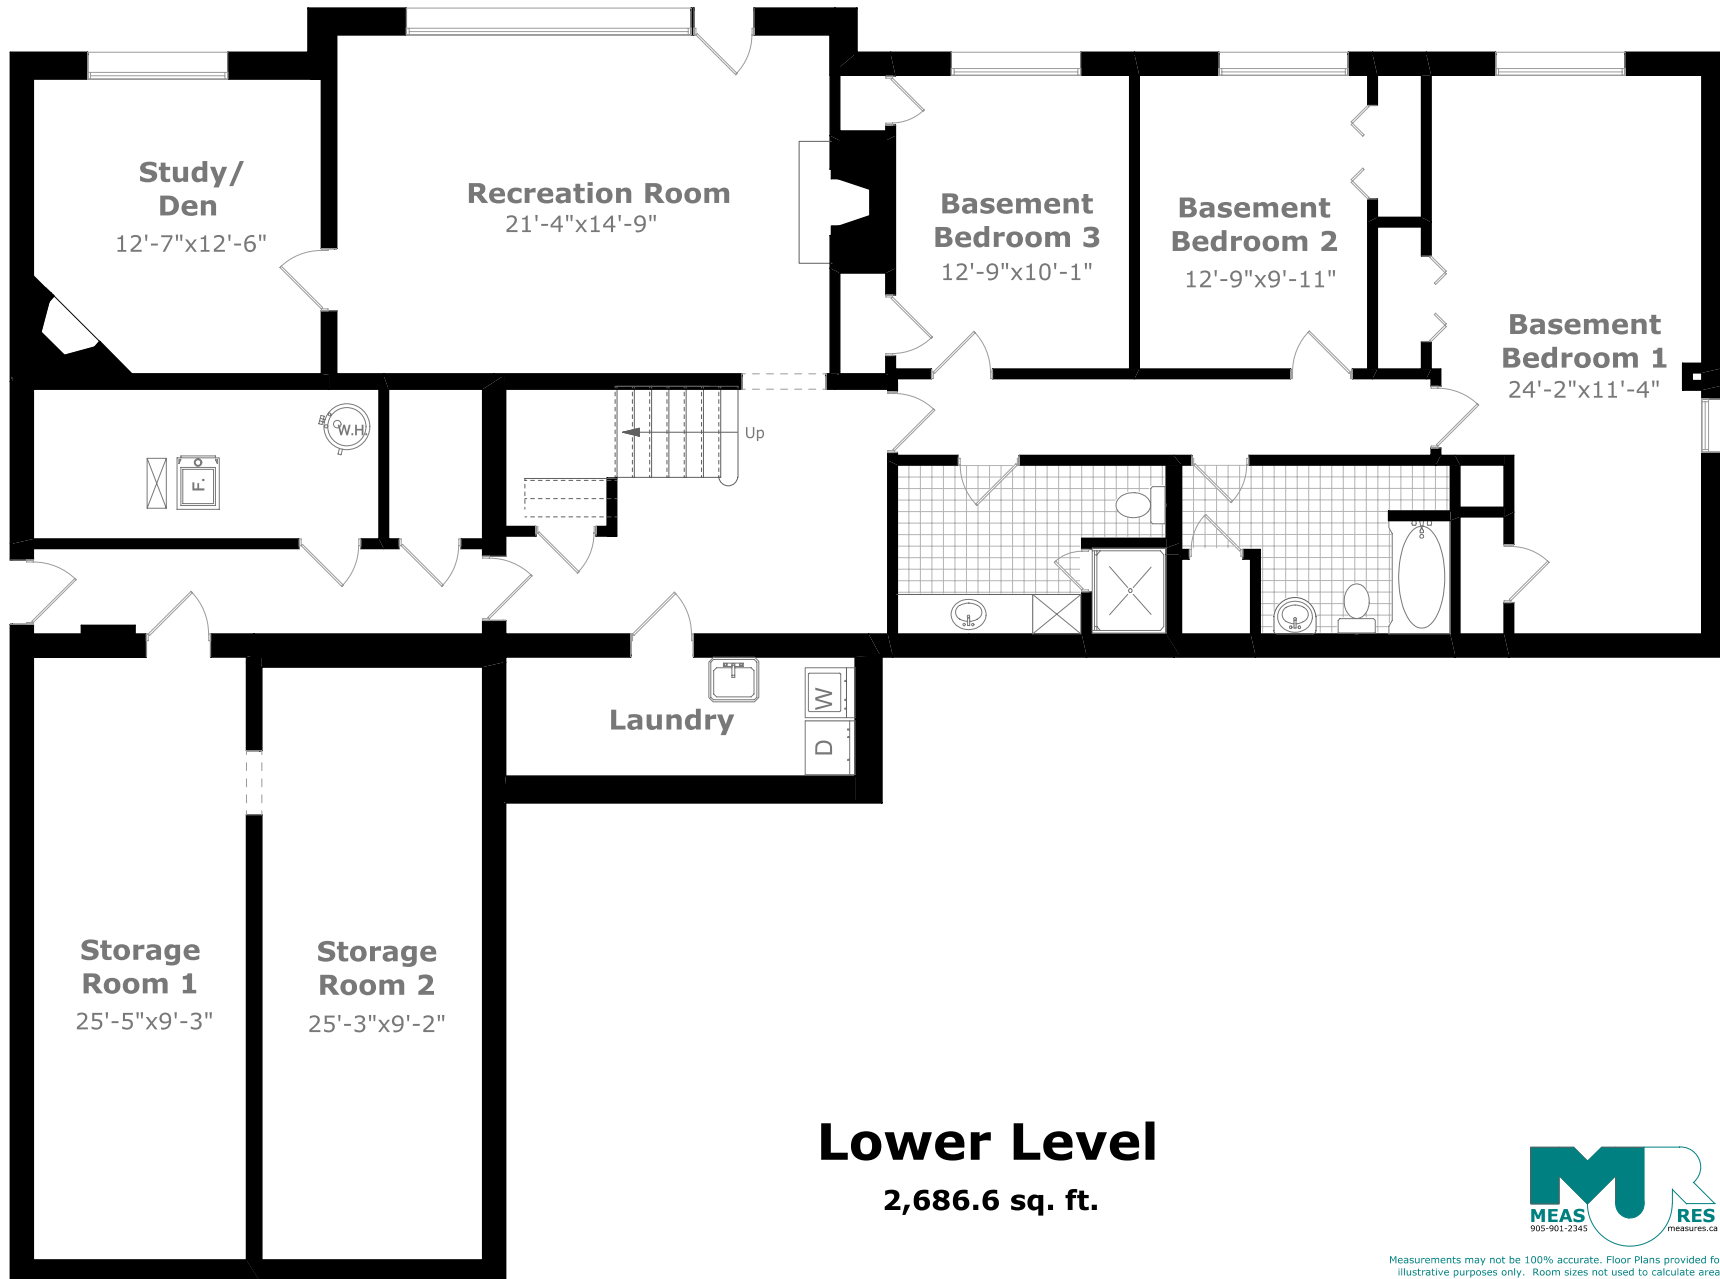 Study/
Den
12'-7"x12'-6"
Recreation Room
21'-4"x14'-9"
Basement
Bedroom 3
12'-9"x10'-1"
Basement
Bedroom 2
12'-9"x9'-11"
Basement
Bedroom 1
24'-2"x11'-4"
W.H.
F.
Up
Laundry
W
D
Storage
Room 1
25'-5"x9'-3"
Storage
Room 2
25'-3"x9'-2"
Lower Level
2,686.6 sq. ft.
MEASURES
905-901-2345
measures.ca
Measurements may not be 100% accurate. Floor Plans provided fo
illustrative purposes only. Room sizes not used to calculate area